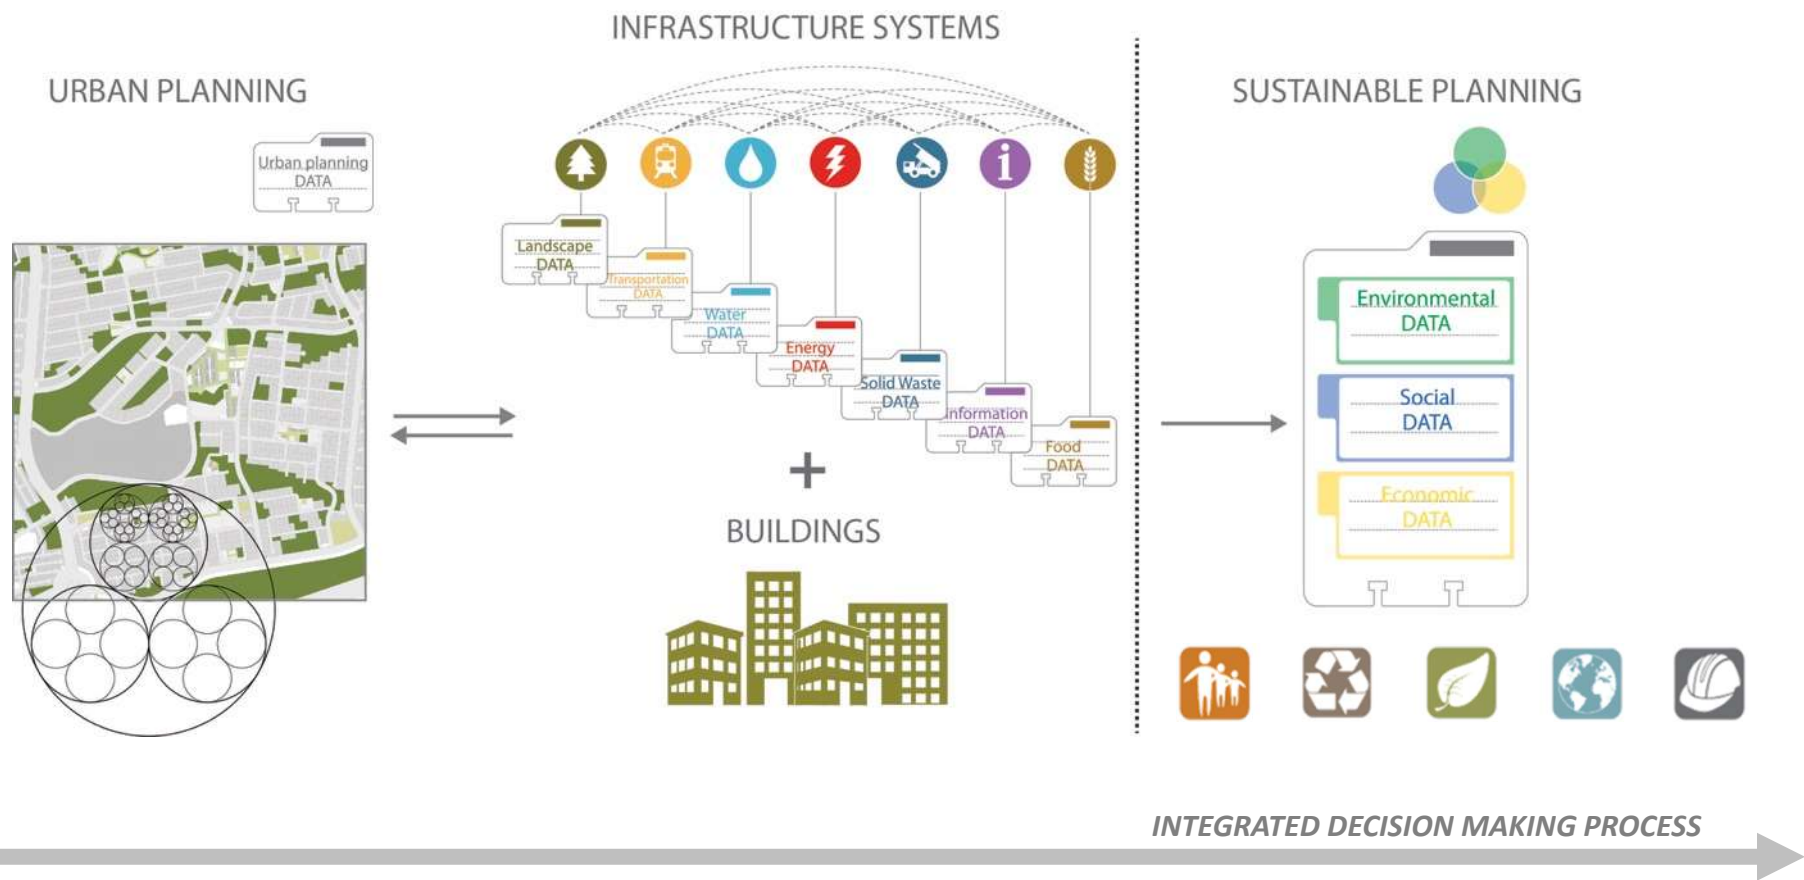 INFRASTRUCTURE SYSTEMS
URBAN PLANNING
SUSTAINABLE PLANNING
Urban planning
DATA
Landscape
DATA
Transportation
DATA
Water
DATA
Energy
DATA
Solid Waste
DATA
Information
DATA
Food
DATA
+
BUILDINGS
Environmental
DATA
Social
DATA
Economic
DATA
INTEGRATED DECISION MAKING PROCESS